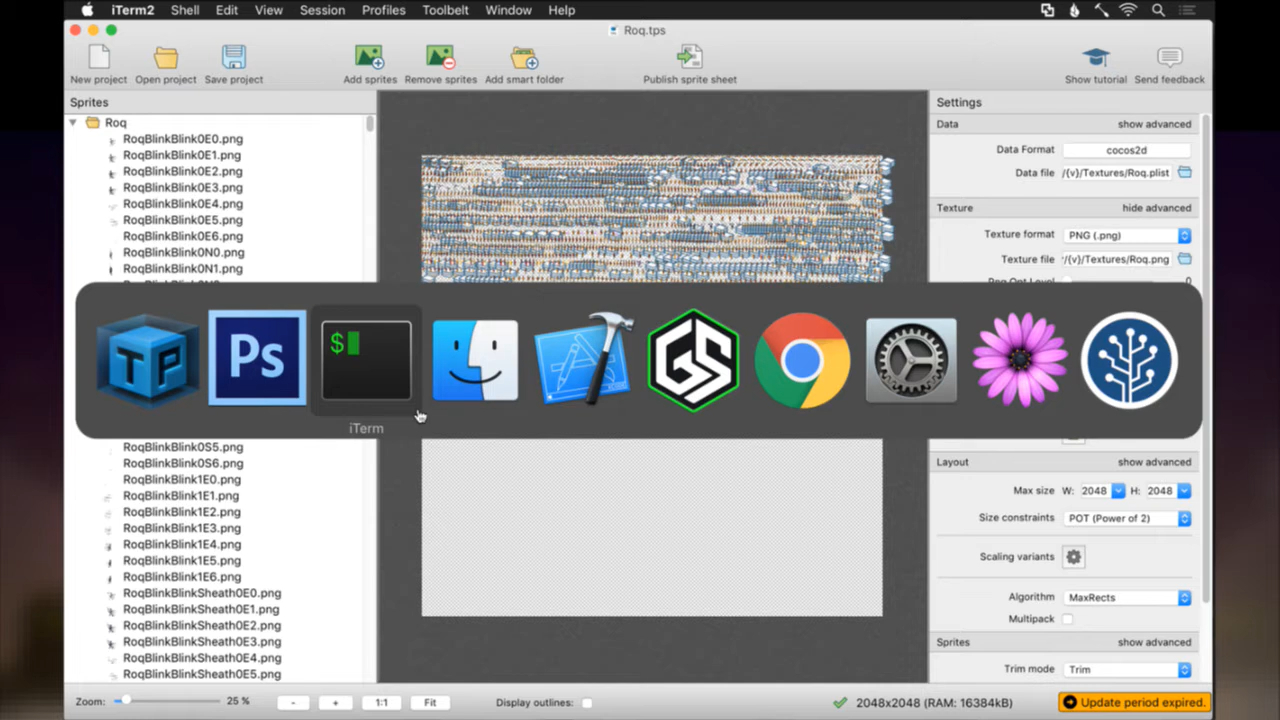 iTerm2 Shell Edit View Session Profiles Toolbelt Window Help
Roq.tps
New project Open project Save project Add sprites Remove sprites Add smart folder Publish sprite sheet Show tutorial Send feedback
Sprites
Roq
RoqBlinkBlink0E0.png
RoqBlinkBlink0E1.png
RoqBlinkBlink0E2.png
RoqBlinkBlink0E3.png
RoqBlinkBlink0E4.png
RoqBlinkBlink0E5.png
RoqBlinkBlink0E6.png
RoqBlinkBlink0N0.png
RoqBlinkBlink0N1.png
Settings
Data show advanced
Data Format cocos2d
Data file /{v}/Textures/Roq.plist
Texture hide advanced
Texture format PNG (.png)
Texture file /{v}/Textures/Roq.png
Png Opt Level 0
TP
Ps
$
GS
iTerm
RoqBlinkBlink0S5.png
RoqBlinkBlink0S6.png
RoqBlinkBlink1E0.png
RoqBlinkBlink1E1.png
RoqBlinkBlink1E2.png
RoqBlinkBlink1E3.png
RoqBlinkBlink1E4.png
RoqBlinkBlink1E5.png
RoqBlinkBlink1E6.png
RoqBlinkBlinkSheath0E0.png
RoqBlinkBlinkSheath0E1.png
RoqBlinkBlinkSheath0E2.png
RoqBlinkBlinkSheath0E3.png
RoqBlinkBlinkSheath0E4.png
RoqBlinkBlinkSheath0E5.png
Layout show advanced
Max size W: 2048 H: 2048
Size constraints POT (Power of 2)
Scaling variants
Algorithm MaxRects
Multipack
Sprites show advanced
Trim mode Trim
Zoom: 25 % - + 1:1 Fit Display outlines: 2048x2048 (RAM: 16384kB) Update period expired.